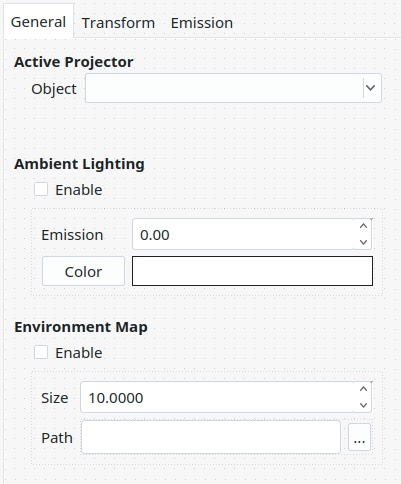 General Transform Emission
Active Projector
Object
Ambient Lighting
Enable
Emission 0.00
Color
Environment Map
Enable
Size 10.0000
Path ...